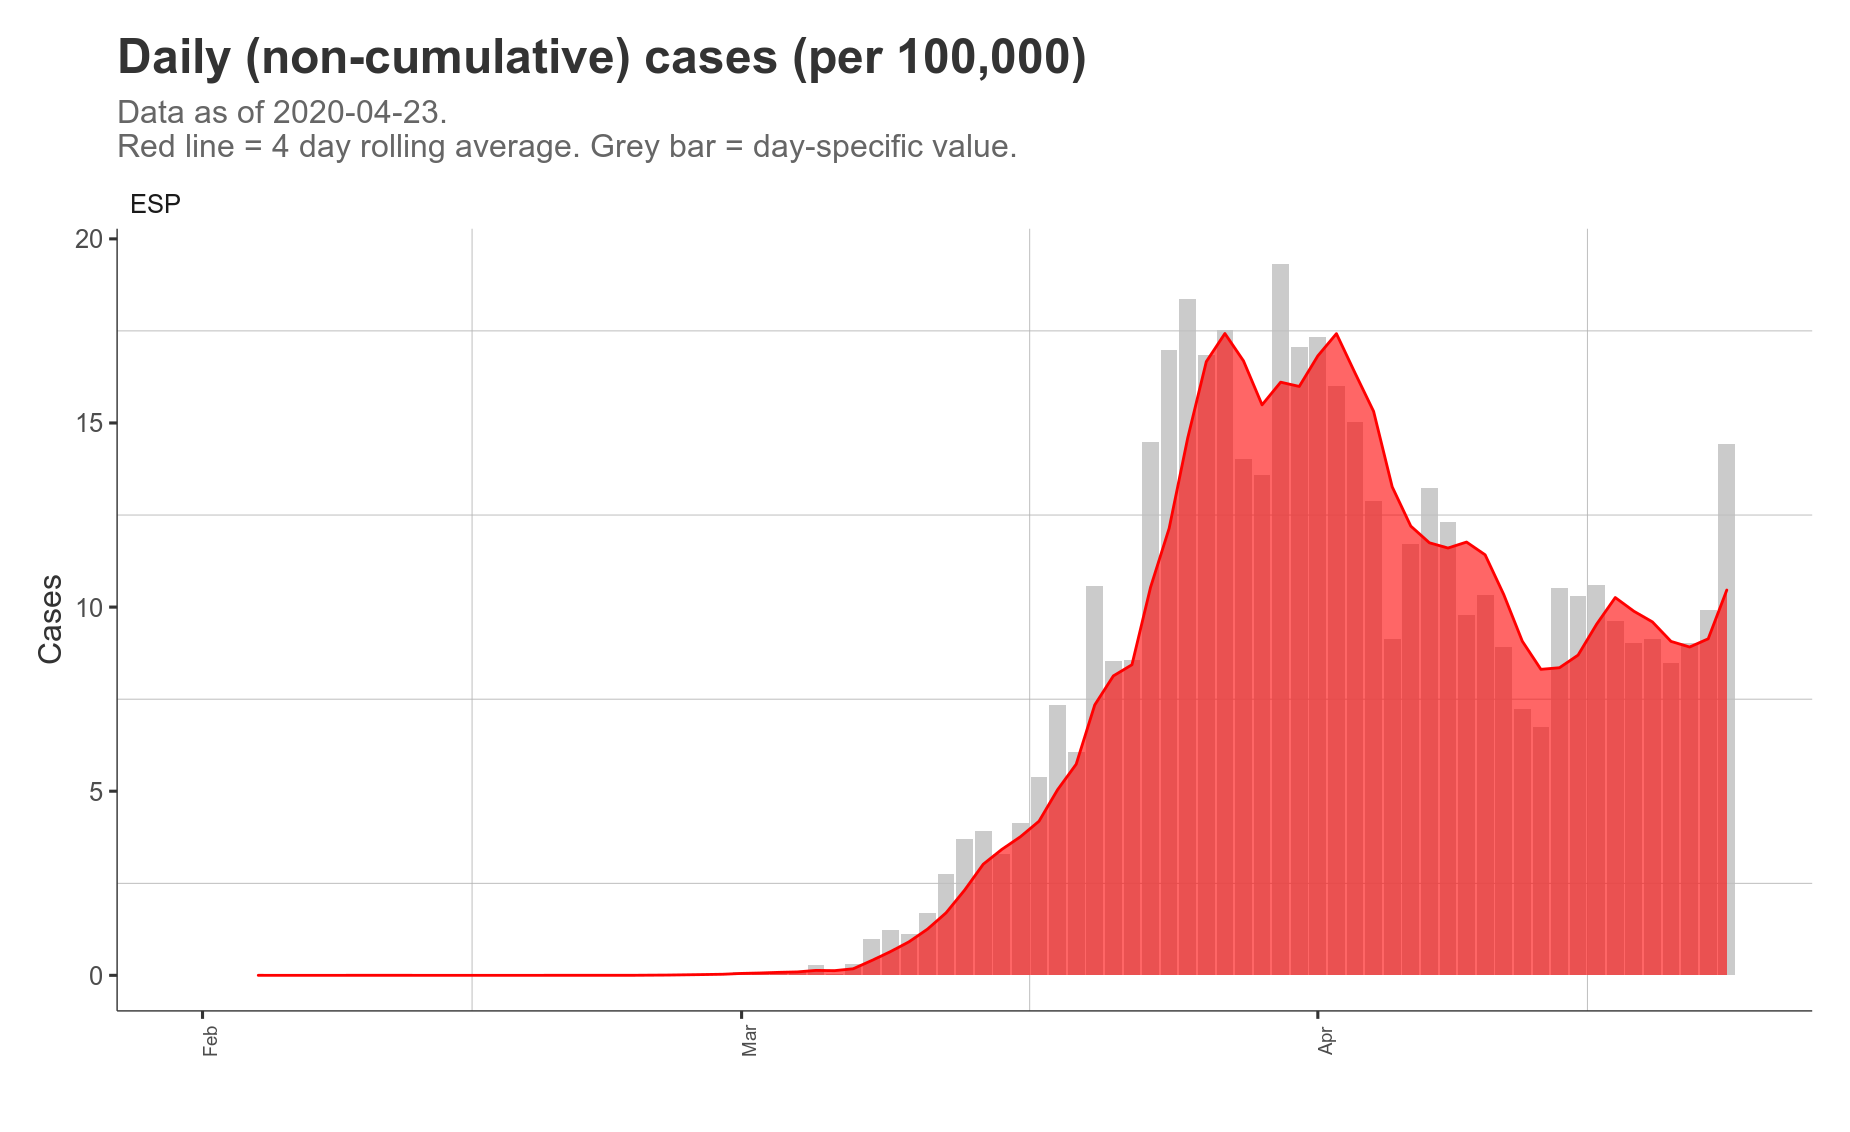 Daily (non-cumulative) cases (per 100,000)
Data as of 2020-04-23.
Red line = 4 day rolling average. Grey bar = day-specific value.
ESP
20
15
10
5
0
Cases
Feb
Mar
Apr